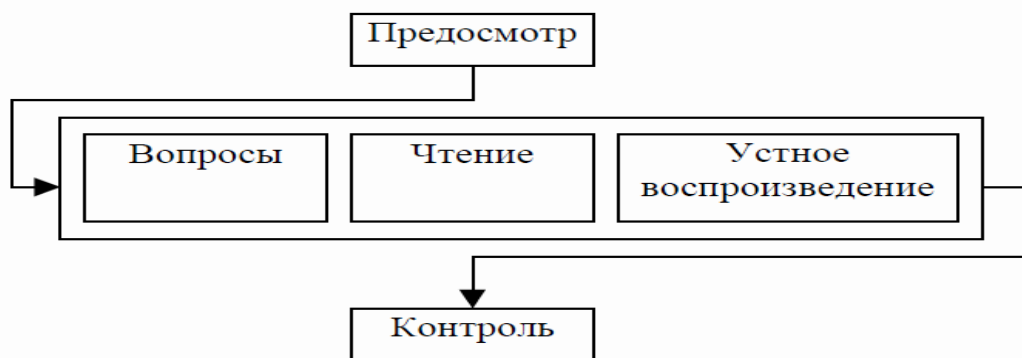 Предосмотр
Вопросы
Чтение
Устное
воспроизведение
Контроль